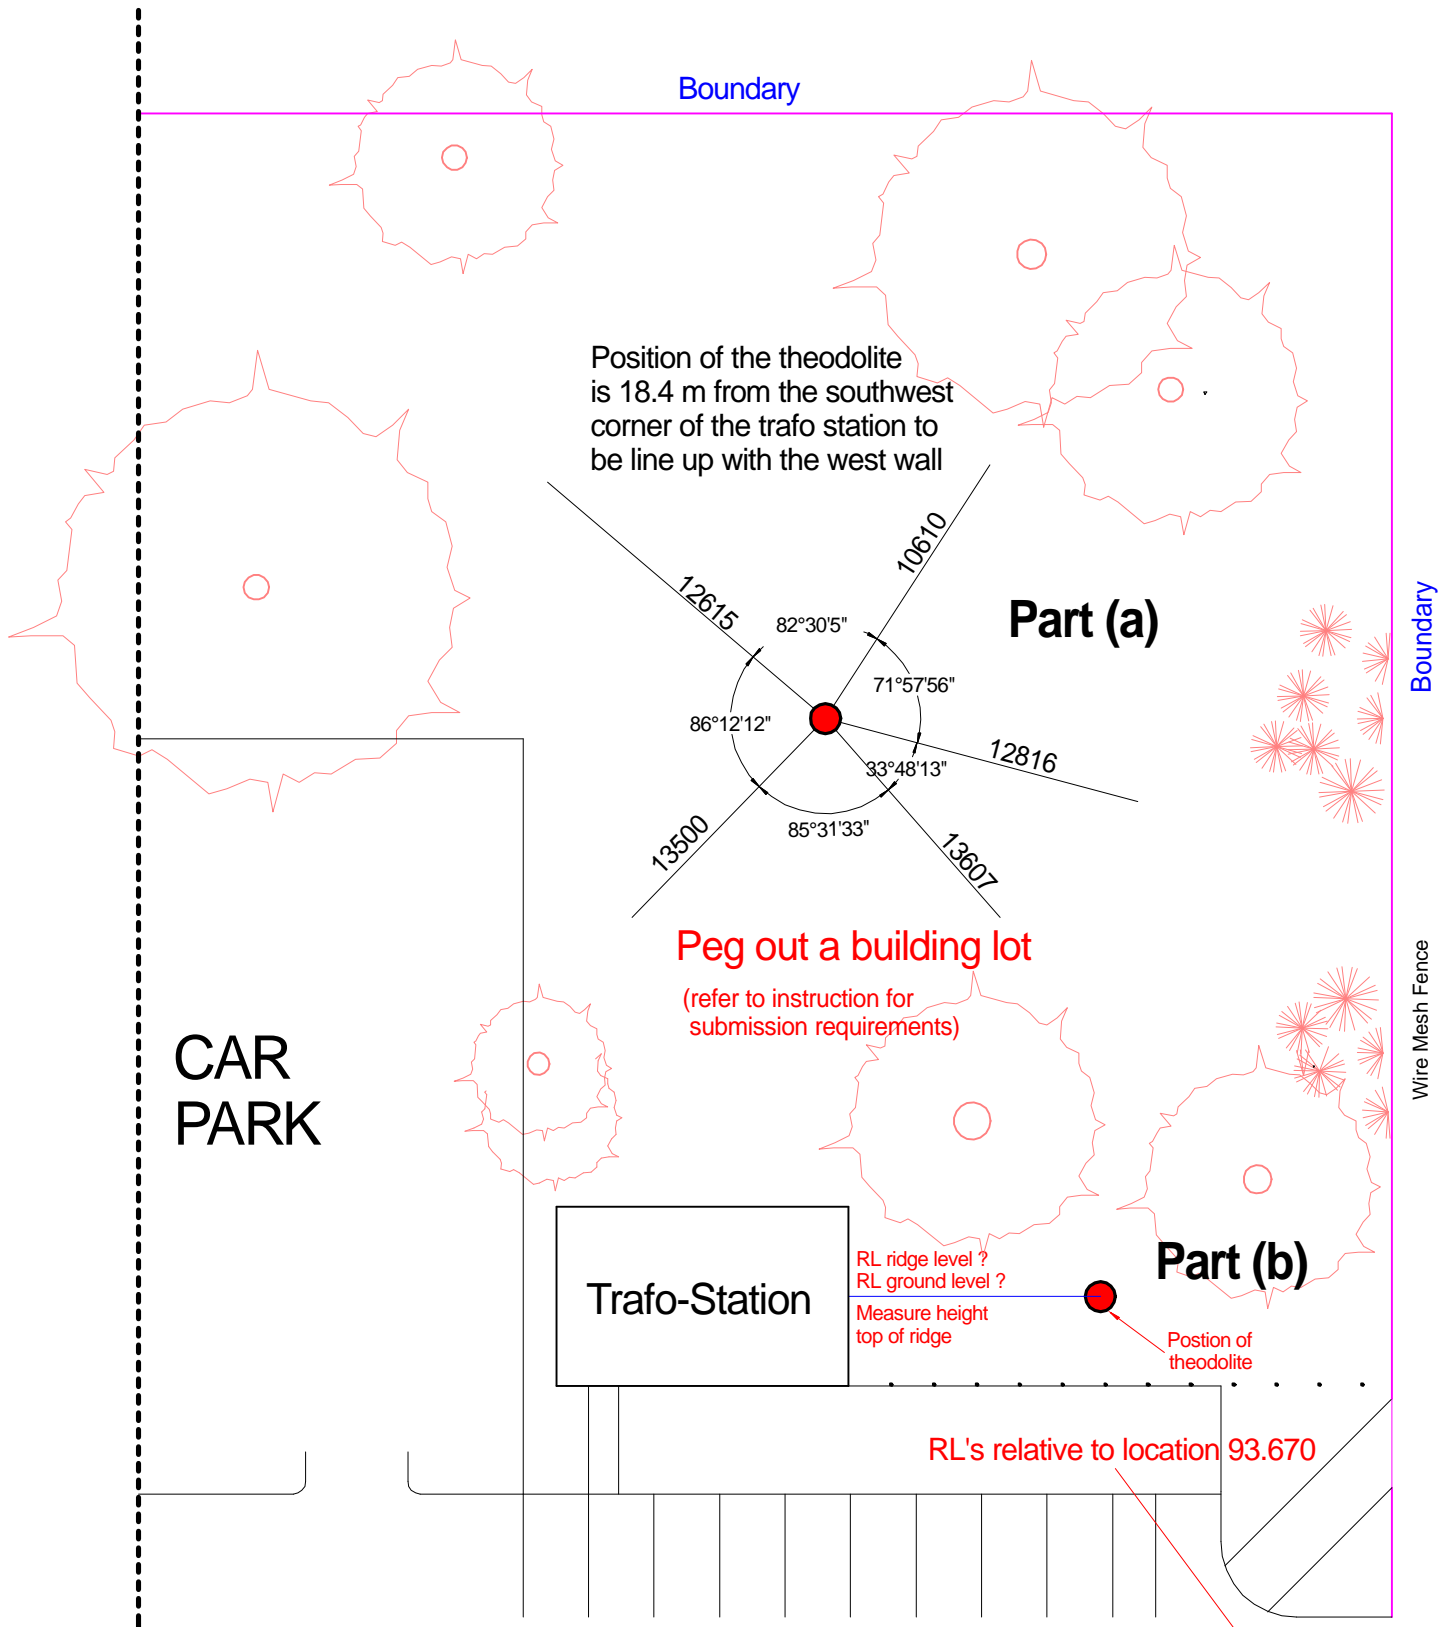 Boundary
Position of the theodolite
is 18.4 m from the southwest
corner of the trafo station to
be line up with the west wall
10610
12615
82°30'5"
Part (a)
Boundary
71°57'56"
86°12'12"
12816
33°48'13"
85°31'33"
13500
13607
Peg out a building lot
(refer to instruction for
submission requirements)
Wire Mesh Fence
CAR
PARK
Trafo-Station
RL ridge level ?
RL ground level ?
Measure height
top of ridge
Part (b)
Postion of
theodolite
RL's relative to location 93.670